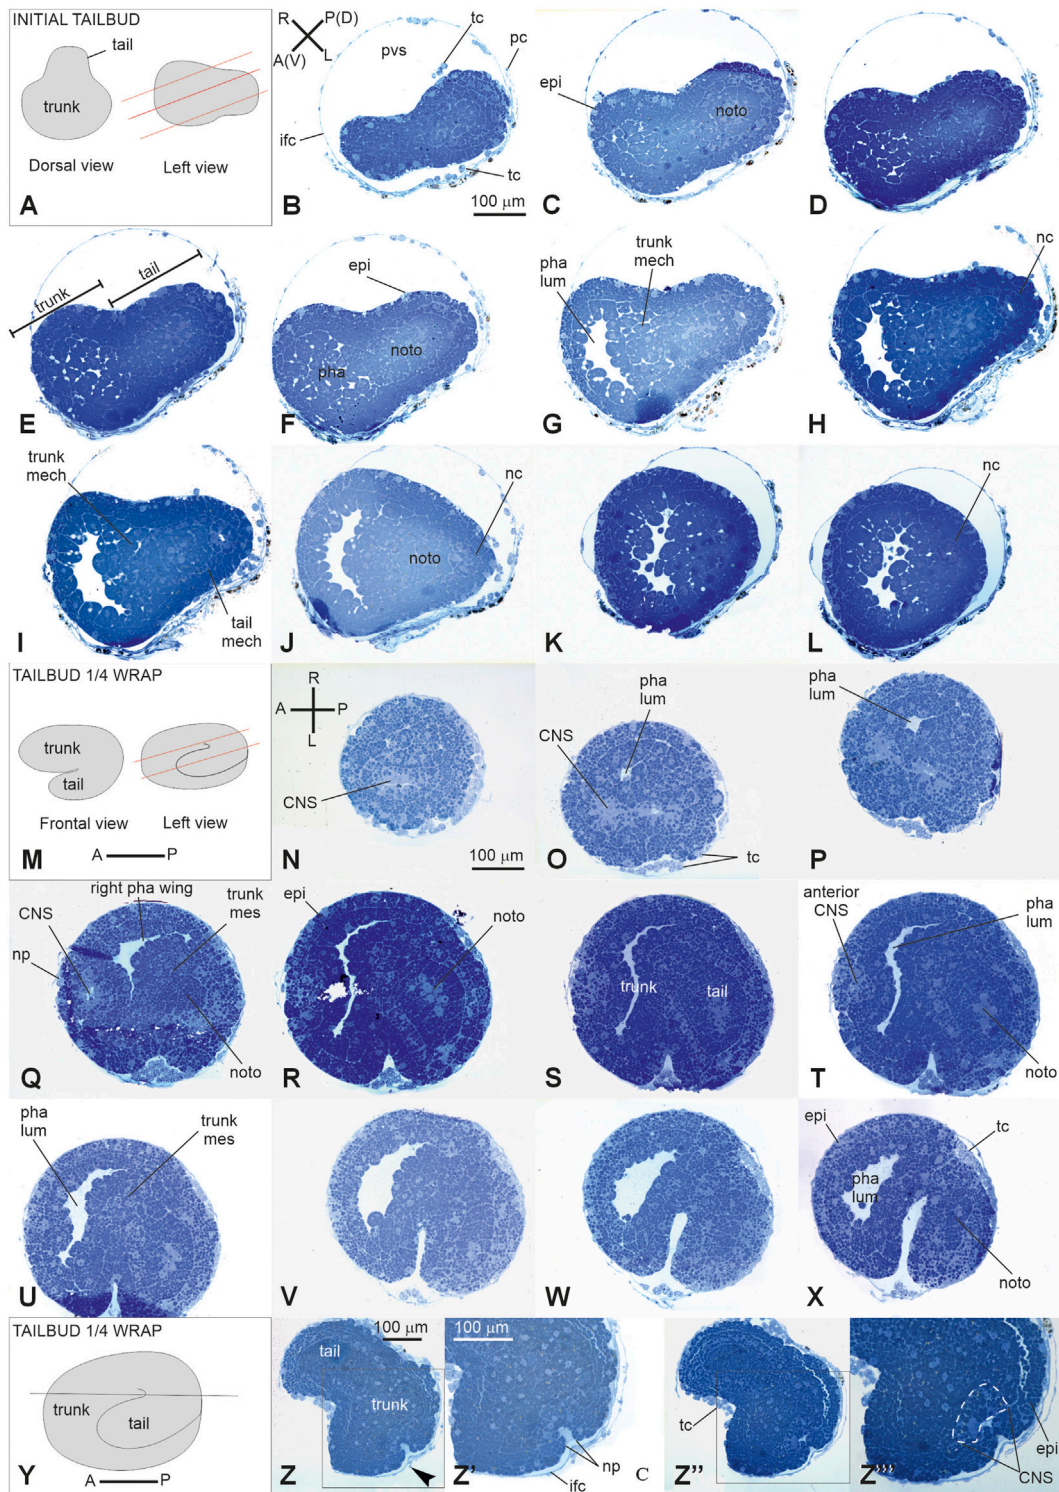 INITIAL TAILBUD
tail
trunk
Dorsal view
Left view
A
R
P(D)
A(V)
L
pvs
tc
pc
ifc
tc
B
100 µm
epi
noto
C
D
trunk
tail
E
epi
noto
pha
F
pha
lum
trunk
mech
G
nc
H
trunk
mech
tail
mech
I
nc
noto
J
K
nc
L
TAILBUD 1/4 WRAP
trunk
tail
Frontal view
Left view
A
P
M
R
A
P
L
CNS
N
100 µm
pha
lum
CNS
tc
O
pha
lum
P
right pha wing
CNS
trunk
mes
np
noto
Q
epi
noto
R
trunk
tail
S
anterior
CNS
pha
lum
noto
T
pha
lum
trunk
mes
U
V
W
epi
tc
pha
lum
noto
X
TAILBUD 1/4 WRAP
trunk
tail
A
P
Y
100 µm
tail
trunk
Z
100 µm
np
ifc
Z'
C
tc
Z''
epi
CNS
Z'''